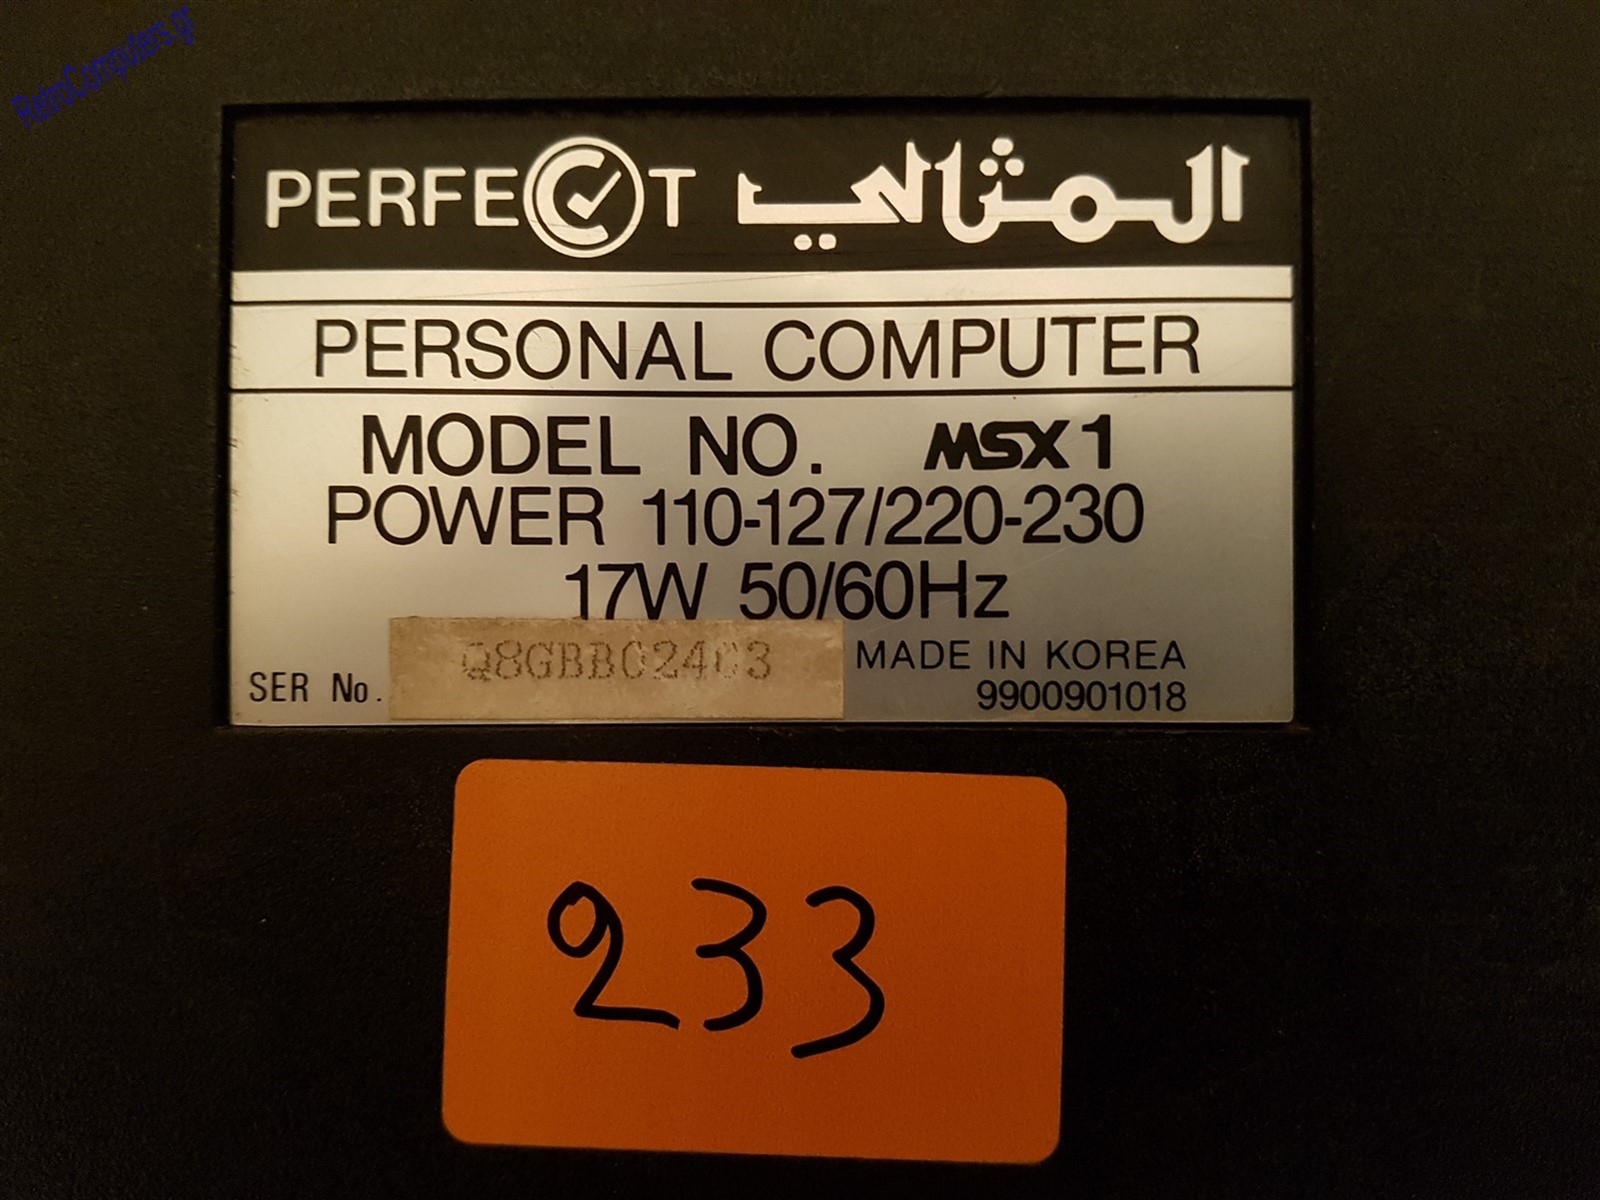 RetroComputers.gr
PERFECT المثالي
PERSONAL COMPUTER
MODEL NO. MSX1
POWER 110-127/220-230
17W 50/60Hz
SER No. Q8GBB02403
MADE IN KOREA
9900901018
233